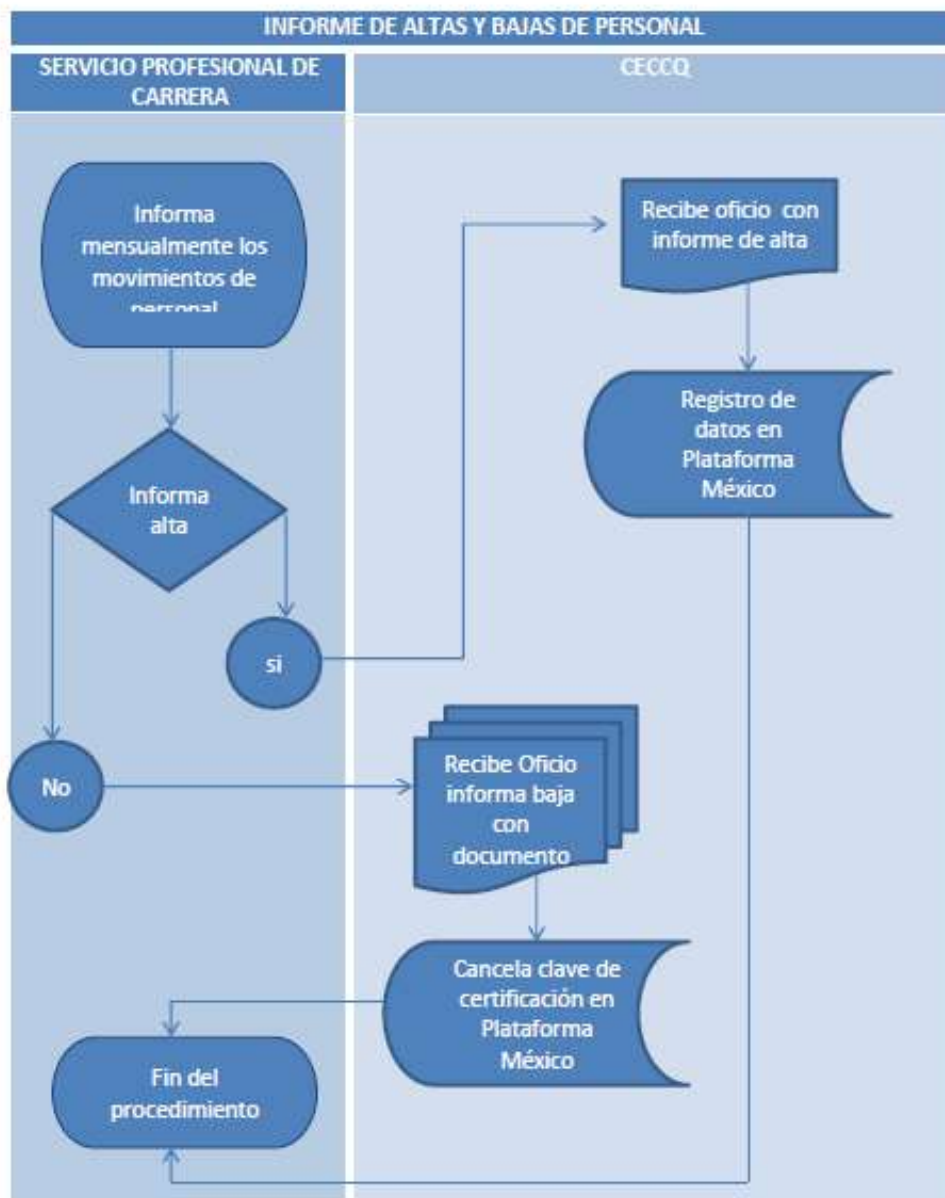 INFORME DE ALTAS Y BAJAS DE PERSONAL
SERVICIO PROFESIONAL DE
CARRERA
CECCQ
Informa
mensualmente los
movimientos de
personal
Recibe oficio con
informe de alta
Registro de
datos en
Plataforma
México
Informa
alta
si
No
Recibe Oficio
informa baja
con
documento
Cancela clave de
certificación en
Plataforma
México
Fin del
procedimiento